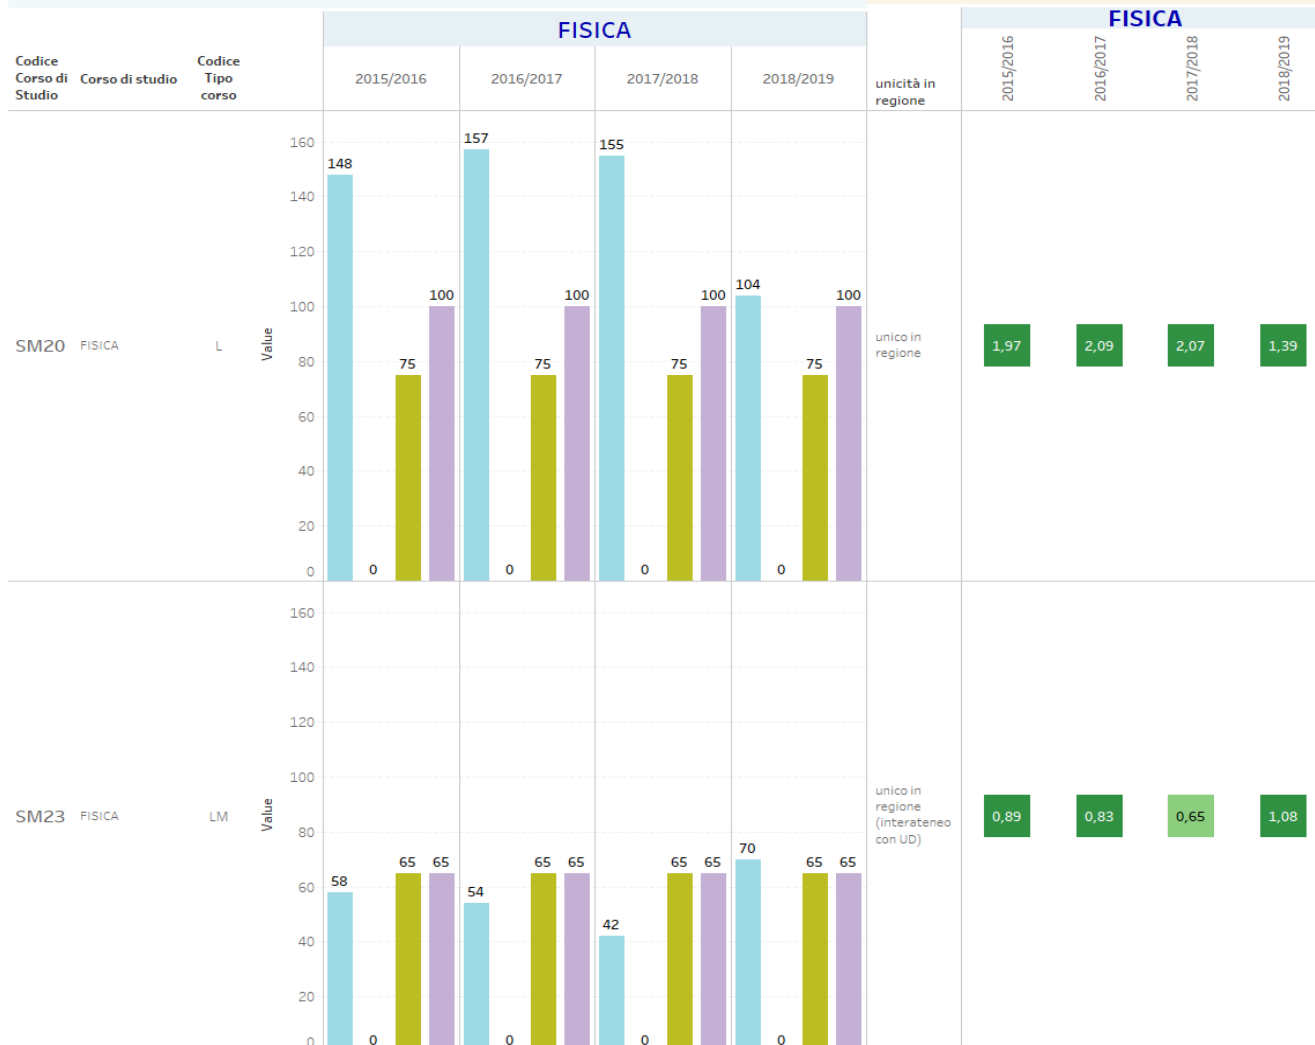 FISICA
FISICA
Codice
Corso di
Studio
Corso di studio
Codice
Tipo
corso
2015/2016
2016/2017
2017/2018
2018/2019
unicità in
regione
2015/2016
2016/2017
2017/2018
2018/2019
SM20
FISICA
L
Value
160
140
120
100
80
60
40
20
0
148
0
75
100
157
0
75
100
155
0
75
100
104
0
75
100
unico in
regione
1,97
2,09
2,07
1,39
SM23
FISICA
LM
Value
160
140
120
100
80
60
40
20
0
58
0
65
65
54
0
65
65
42
0
65
65
70
0
65
65
unico in
regione
(interateneo
con UD)
0,89
0,83
0,65
1,08